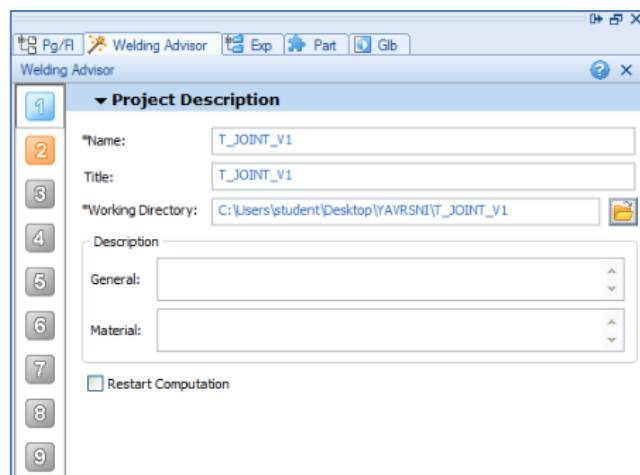 Pg/Fl Welding Advisor Exp Part Glb
Welding Advisor
1 Project Description
2 *Name: T_JOINT_V1
3 Title: T_JOINT_V1
4 *Working Directory: C:\Users\student\Desktop\YAVRSNI\T_JOINT_V1
Description
5 General:
6 Material:
7 Restart Computation
8
9